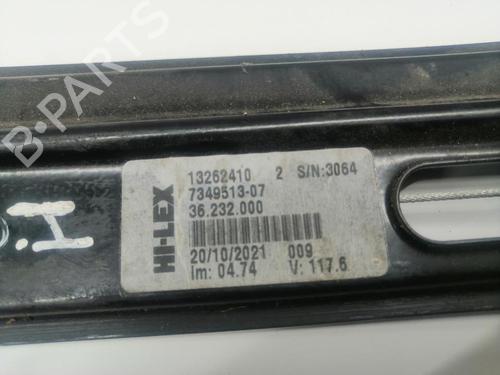 B-PARTS
HI-LEX
13262410 2 S/N:3064
7349513-07
36.232.000
20/10/2021 009
Im: 04.74 V: 117.6